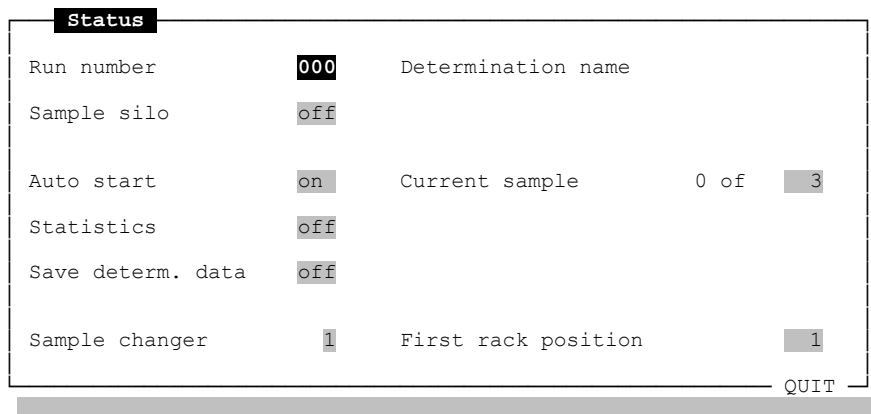 Status
Run number 000 Determination name
Sample silo off
Auto start on Current sample 0 of 3
Statistics off
Save determ. data off
Sample changer 1 First rack position 1
QUIT